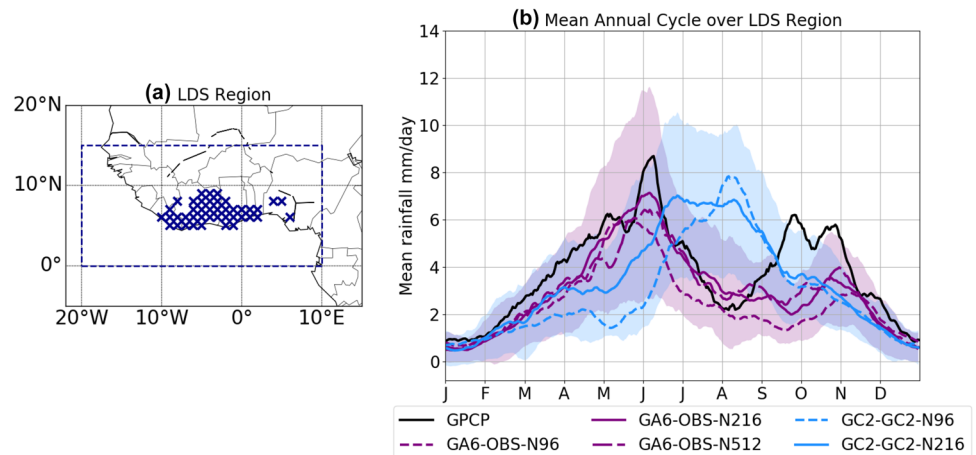 (a) LDS Region
20°N
10°N
0°
20°W 10°W 0°W 10°E
(b) Mean Annual Cycle over LDS Region
Mean rainfall mm/day
14
12
10
8
6
4
2
0
J F M A M J J A S O N D
GPCP GA6-OBS-N216 GC2-GC2-N96
GA6-OBS-N96 GA6-OBS-N512 GC2-GC2-N216